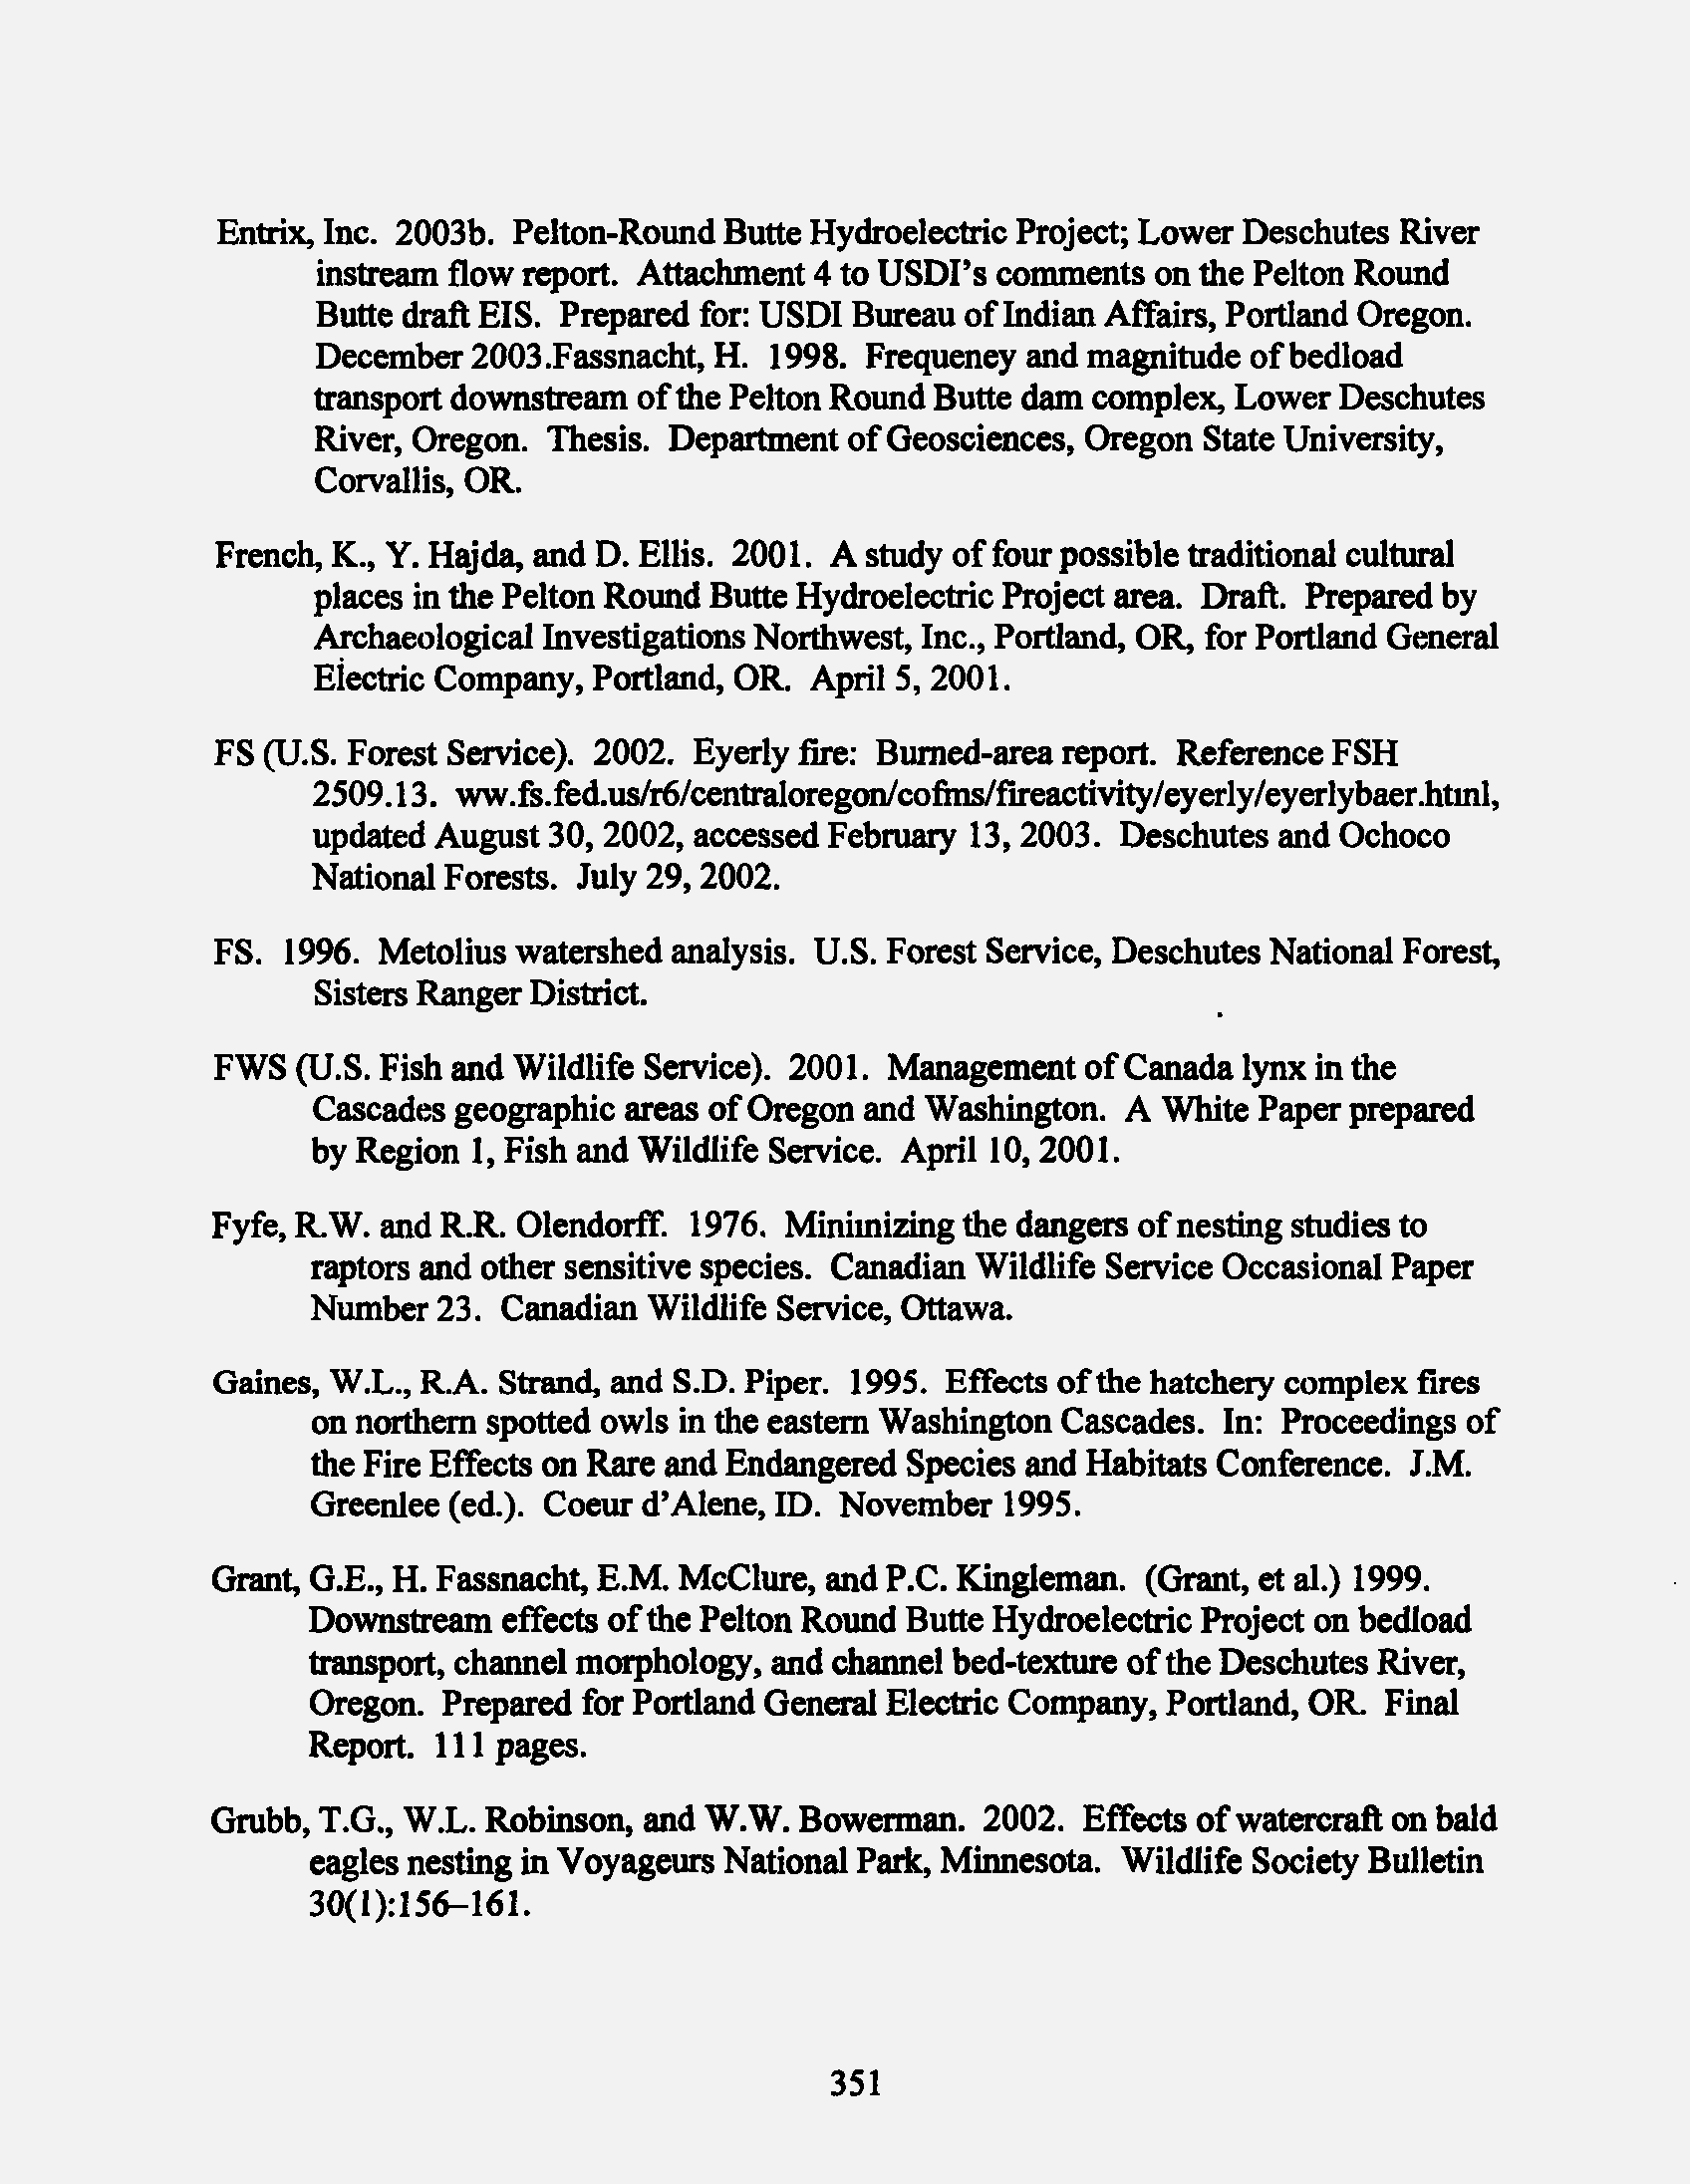 Entrix, Inc. 2003b. Pelton-Round Butte Hydroelectric Project; Lower Deschutes River
instream flow report. Attachment 4 to USDI's comments on the Pelton Round
Butte draft EIS. Prepared for: USDI Bureau of Indian Affairs, Portland Oregon.
December 2003.Fassnacht, H. 1998. Frequeney and magnitude of bedload
transport downstream of the Pelton Round Butte dam complex, Lower Deschutes
River, Oregon. Thesis. Department of Geosciences, Oregon State University,
Corvallis, OR.
French, K., Y. Hajda, and D. Ellis. 2001. A study of four possible traditional cultural
places in the Pelton Round Butte Hydroelectric Project area. Draft. Prepared by
Archaeological Investigations Northwest, Inc., Portland, OR, for Portland General
Electric Company, Portland, OR. April 5, 2001.
FS (U.S. Forest Service). 2002. Eyerly fire: Burned-area report. Reference FSH
2509.13. ww.fs.fed.us/r6/centraloregon/cofms/fireactivity/eyerly/eyerlybaer.html,
updated August 30, 2002, accessed February 13, 2003. Deschutes and Ochoco
National Forests. July 29, 2002.
FS. 1996. Metolius watershed analysis. U.S. Forest Service, Deschutes National Forest,
Sisters Ranger District.
FWS (U.S. Fish and Wildlife Service). 2001. Management of Canada lynx in the
Cascades geographic areas of Oregon and Washington. A White Paper prepared
by Region 1, Fish and Wildlife Service. April 10, 2001.
Fyfe, R.W. and R.R. Olendorff. 1976. Minimizing the dangers of nesting studies to
raptors and other sensitive species. Canadian Wildlife Service Occasional Paper
Number 23. Canadian Wildlife Service, Ottawa.
Gaines, W.L., R.A. Strand, and S.D. Piper. 1995. Effects of the hatchery complex fires
on northern spotted owls in the eastern Washington Cascades. In: Proceedings of
the Fire Effects on Rare and Endangered Species and Habitats Conference. J.M.
Greenlee (ed.). Coeur d'Alene, ID. November 1995.
Grant, G.E., H. Fassnacht, E.M. McClure, and P.C. Kingleman. (Grant, et al.) 1999.
Downstream effects of the Pelton Round Butte Hydroelectric Project on bedload
transport, channel morphology, and channel bed-texture of the Deschutes River,
Oregon. Prepared for Portland General Electric Company, Portland, OR. Final
Report. 111 pages.
Grubb, T.G., W.L. Robinson, and W.W. Bowerman. 2002. Effects of watercraft on bald
eagles nesting in Voyageurs National Park, Minnesota. Wildlife Society Bulletin
30(1):156–161.
351